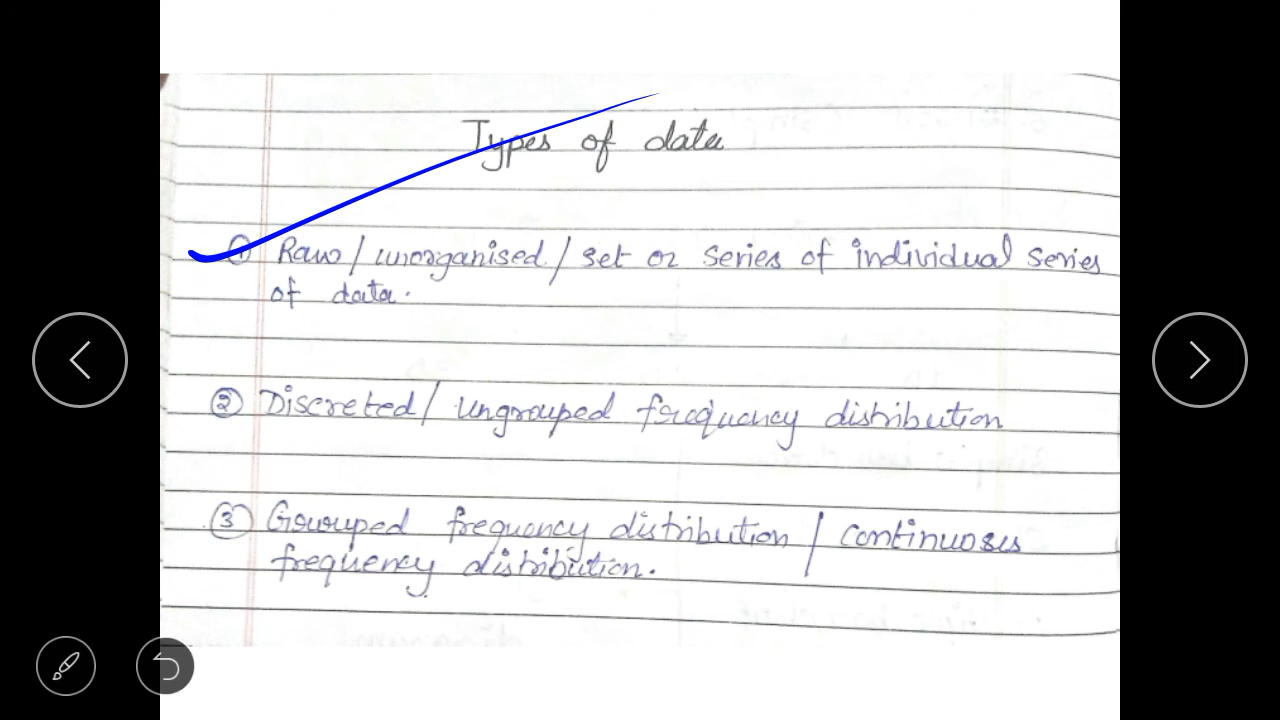 Types of data
① Raw / unorganised / set or series of individual series
of data.
② Discreted / ungrouped frequency distribution
③ Grouped frequency distribution / continuous
frequency distribution.